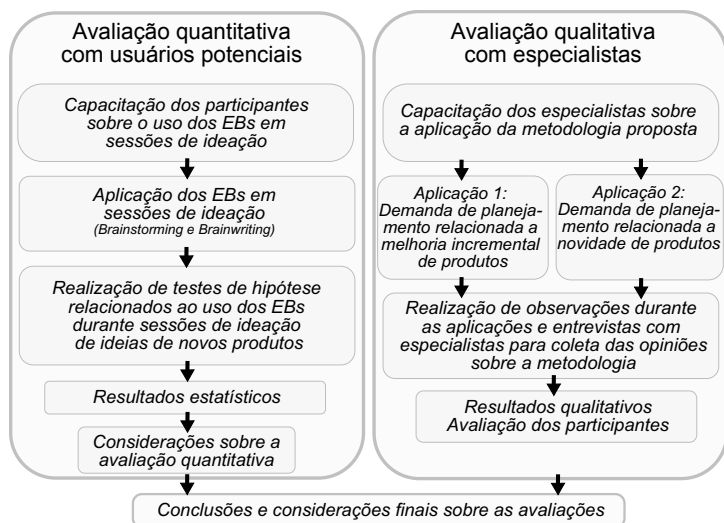 Avaliação quantitativa
com usuários potenciais
Capacitação dos participantes
sobre o uso dos EBs em
sessões de ideação
Aplicação dos EBs em
sessões de ideação
(Brainstorming e Brainwriting)
Realização de testes de hipótese
relacionados ao uso dos EBs
durante sessões de ideação
de ideias de novos produtos
Resultados estatísticos
Considerações sobre a
avaliação quantitativa
Avaliação qualitativa
com especialistas
Capacitação dos especialistas sobre
a aplicação da metodologia proposta
Aplicação 1:
Demanda de planeja-
mento relacionada a
melhoria incremental
de produtos
Aplicação 2:
Demanda de planeja-
mento relacionada a
novidade de produtos
Realização de observações durante
as aplicações e entrevistas com
especialistas para coleta das opiniões
sobre a metodologia
Resultados qualitativos
Avaliação dos participantes
Conclusões e considerações finais sobre as avaliações